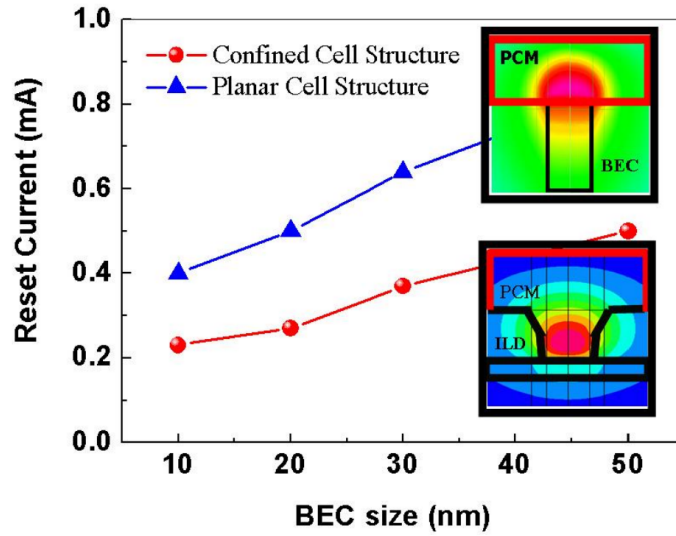 1.0
0.8
0.6
0.4
0.2
0.0
Reset Current (mA)
Confined Cell Structure
Planar Cell Structure
PCM
BEC
PCM
ILD
10
20
30
40
50
BEC size (nm)